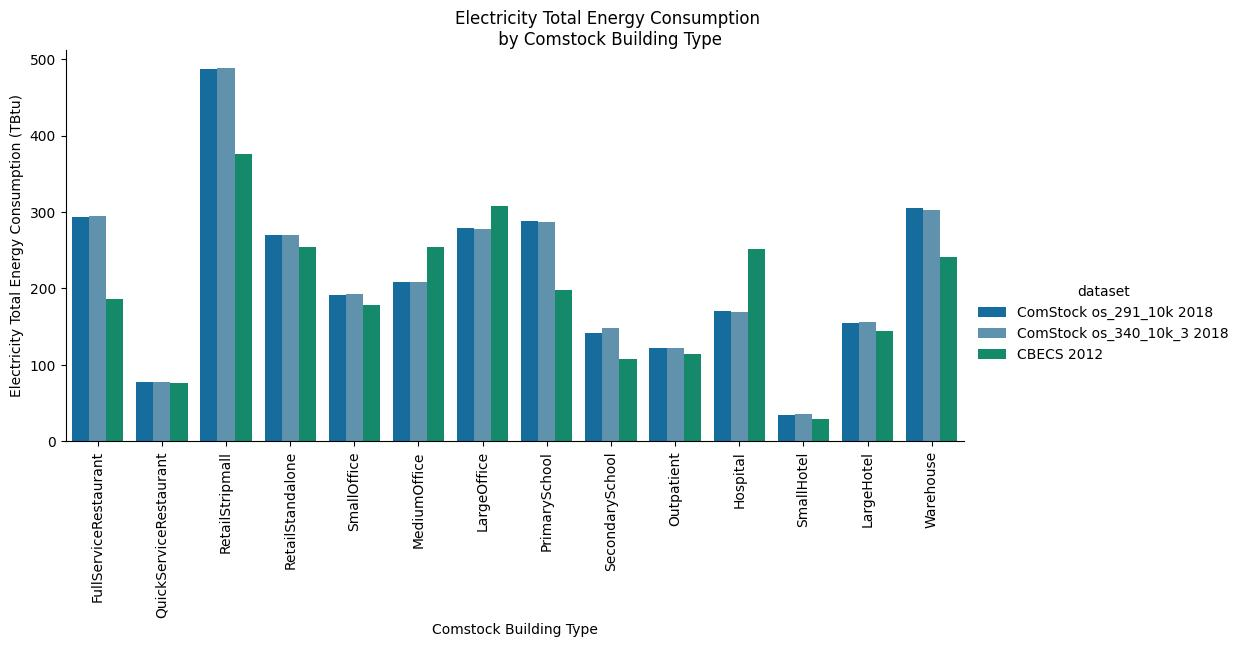 Electricity Total Energy Consumption
by Comstock Building Type
Electricity Total Energy Consumption (TBtu)
500
400
300
200
100
0
FullServiceRestaurant
QuickServiceRestaurant
RetailStripmall
RetailStandalone
SmallOffice
MediumOffice
LargeOffice
PrimarySchool
SecondarySchool
Outpatient
Hospital
SmallHotel
LargeHotel
Warehouse
Comstock Building Type
dataset
ComStock os_291_10k 2018
ComStock os_340_10k_3 2018
CBECS 2012